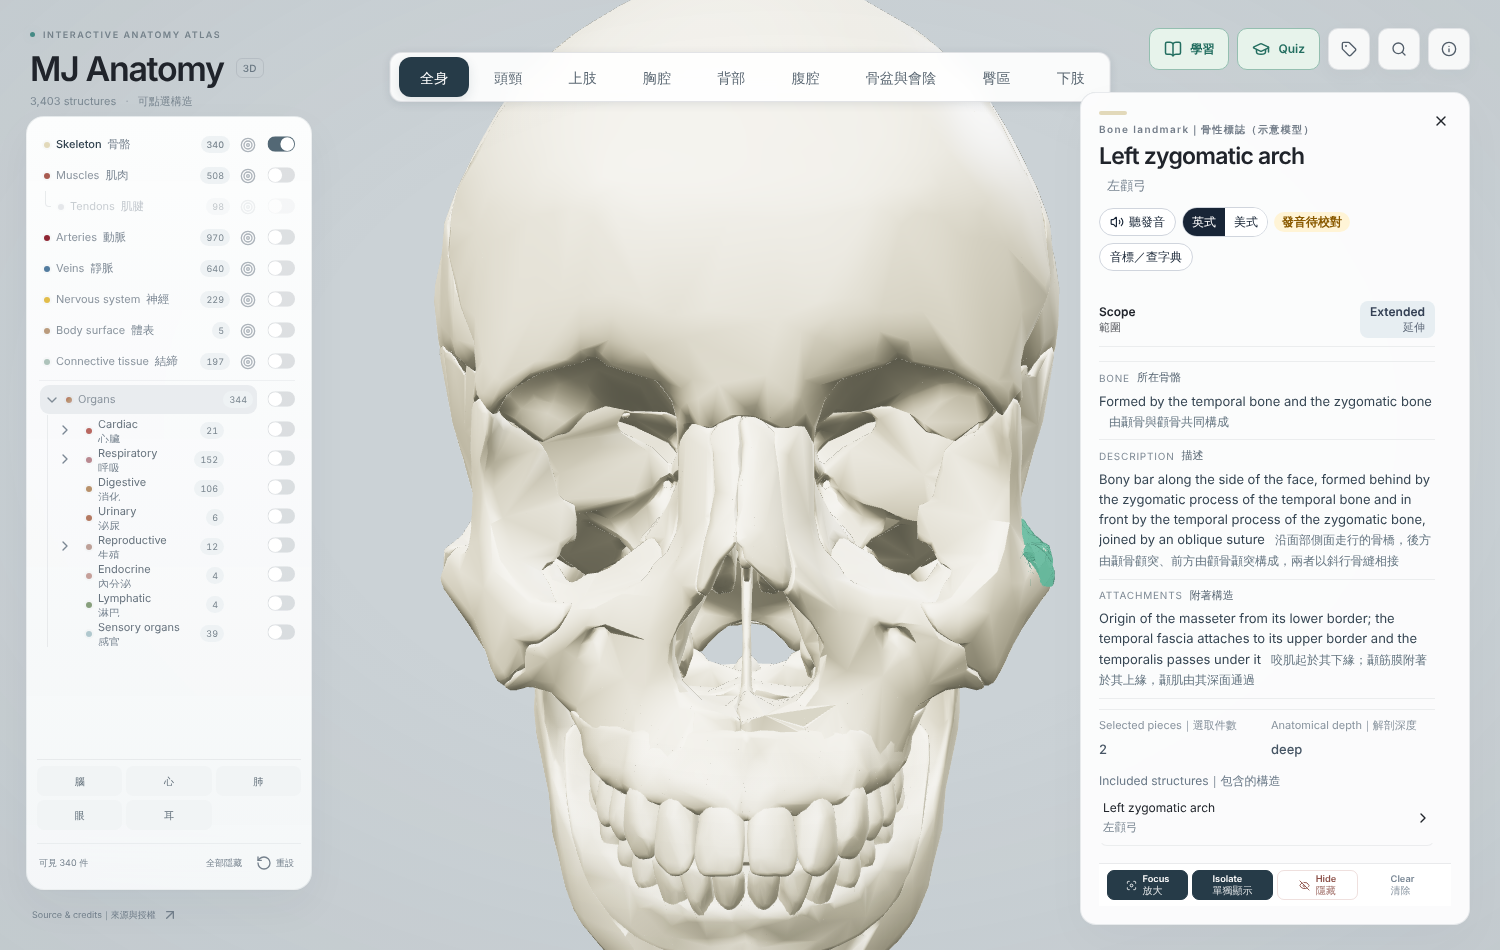 INTERACTIVE ANATOMY ATLAS
MJ Anatomy 3D
3,403 structures · 可點選構造
全身 頭頸 上肢 胸腔 背部 腹腔 骨盆與會陰 臀區 下肢
學習 Quiz
Skeleton 骨骼 340
Muscles 肌肉 508
Tendons 肌腱 98
Arteries 動脈 970
Veins 靜脈 640
Nervous system 神經 229
Body surface 體表 5
Connective tissue 結締 197
Organs 344
Cardiac 21
心臟
Respiratory 152
呼吸
Digestive 106
消化
Urinary 6
泌尿
Reproductive 12
生殖
Endocrine 4
內分泌
Lymphatic 4
淋巴
Sensory organs 39
感官
腦 心 肺
眼 耳
可見 340 件 全部隱藏 重設
Source & credits | 來源與授權
Bone landmark | 骨性標誌（示意模型）
Left zygomatic arch
左顴弓
聽發音 英式 美式 發音待校對
音標／查字典
Scope Extended
範圍 延伸
BONE 所在骨骼
Formed by the temporal bone and the zygomatic bone
由顳骨與顴骨共同構成
DESCRIPTION 描述
Bony bar along the side of the face, formed behind by
the zygomatic process of the temporal bone and in
front by the temporal process of the zygomatic bone,
joined by an oblique suture 沿面部側面走行的骨橋，後方
由顳骨顴突、前方由顴骨顳突構成，兩者以斜行骨縫相接
ATTACHMENTS 附著構造
Origin of the masseter from its lower border; the
temporal fascia attaches to its upper border and the
temporalis passes under it 咬肌起於其下緣；顳筋膜附著
於其上緣，顳肌由其深面通過
Selected pieces | 選取件數 Anatomical depth | 解剖深度
2 deep
Included structures | 包含的構造
Left zygomatic arch
左顴弓
Focus Isolate Hide Clear
放大 單獨顯示 隱藏 清除